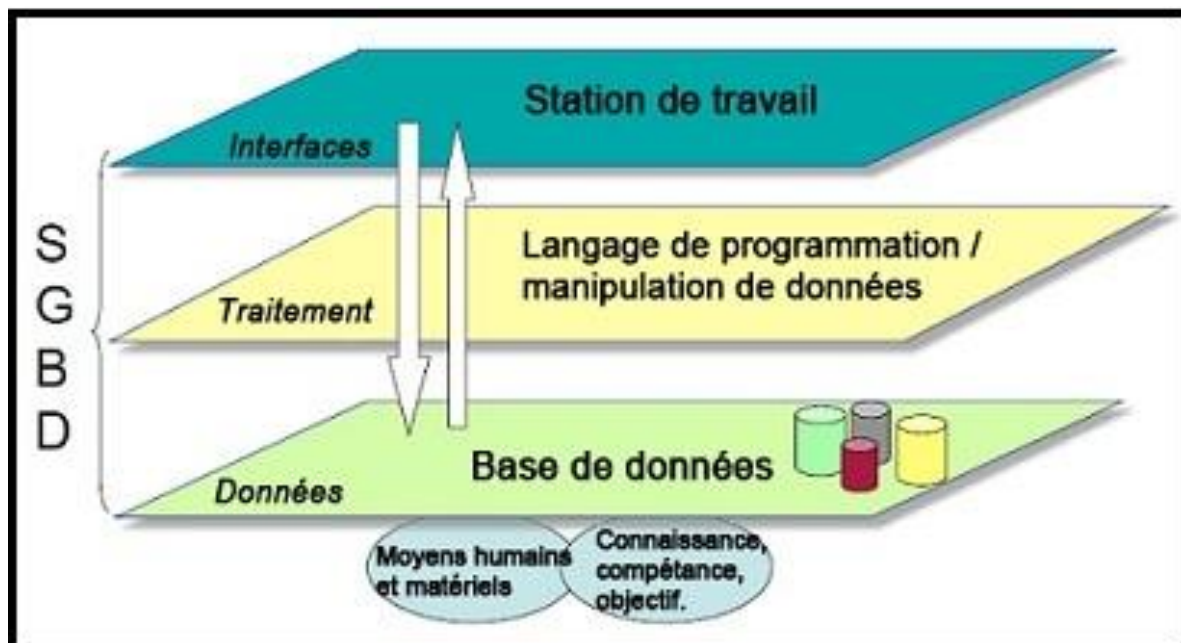 Station de travail
Interfaces
S
G
B
D
Langage de programmation /
manipulation de données
Traitement
Base de données
Données
Moyens humains
et matériels
Connaissance,
compétance,
objectif.